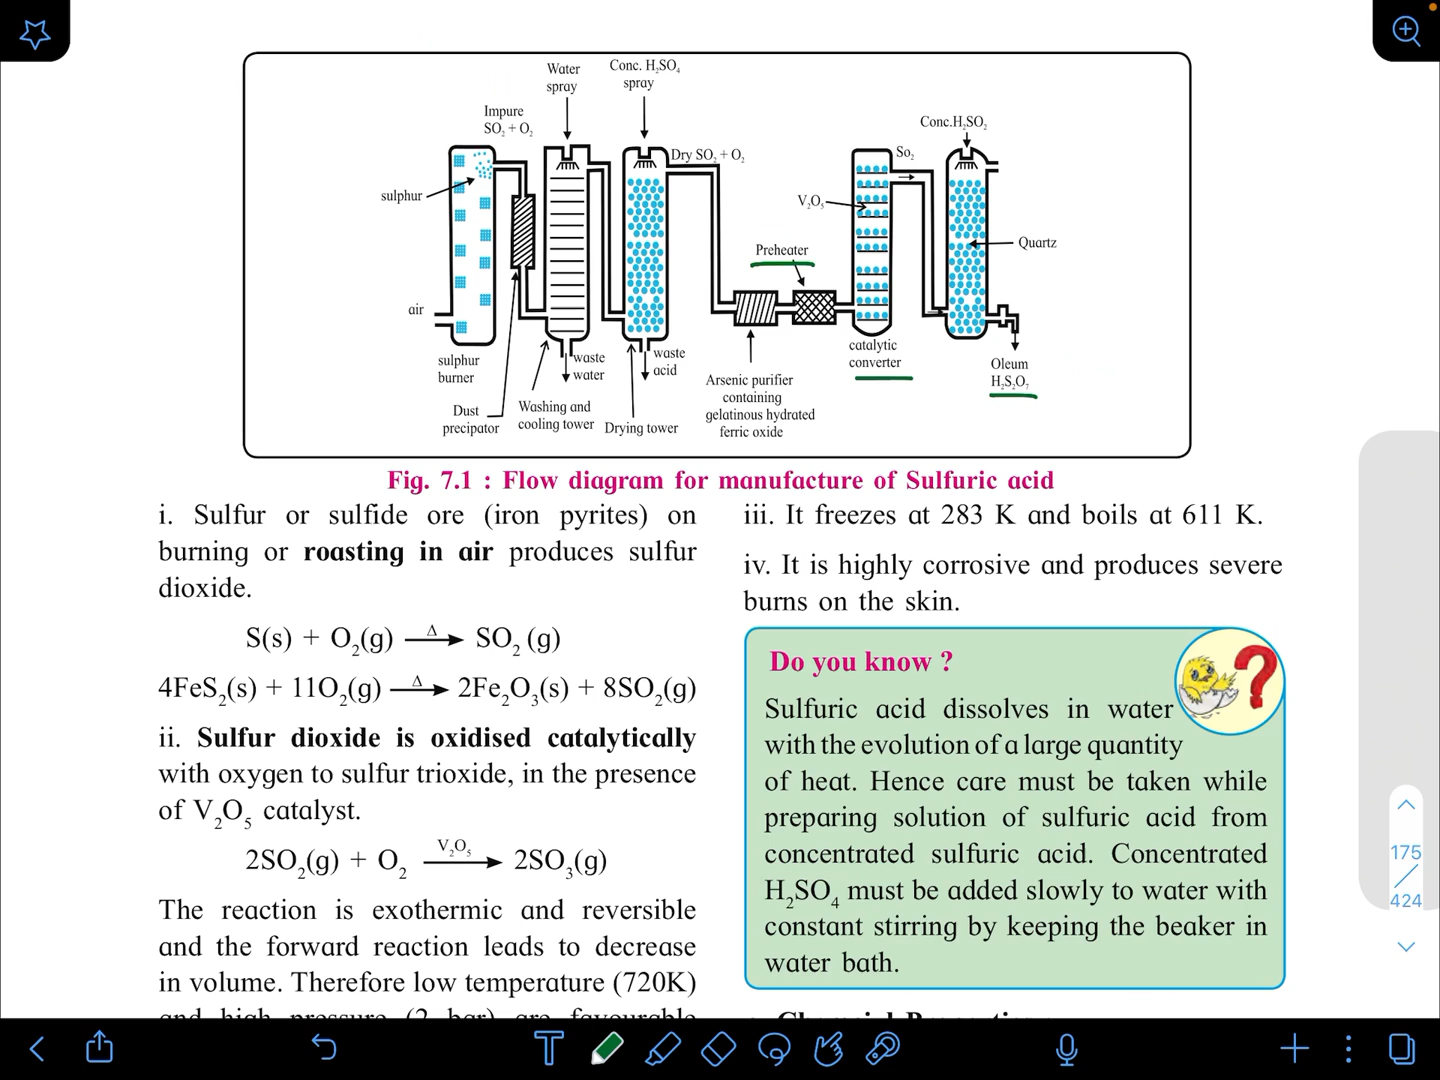 Water
spray
Conc. H₂SO₄
spray
Impure
SO₂ + O₂
Conc.H₂SO₂
Dry SO₂ + O₂
So₂
sulphur
V₂O₅
Quartz
Preheater
air
sulphur
burner
waste
water
waste
acid
catalytic
converter
Oleum
H₂S₂O₇
Arsenic purifier
containing
gelatinous hydrated
ferric oxide
Dust
precipator
Washing and
cooling tower
Drying tower
Fig. 7.1 : Flow diagram for manufacture of Sulfuric acid
i. Sulfur or sulfide ore (iron pyrites) on
burning or roasting in air produces sulfur
dioxide.
S(s) + O₂(g) —Δ→ SO₂ (g)
4FeS₂(s) + 11O₂(g) —Δ→ 2Fe₂O₃(s) + 8SO₂(g)
ii. Sulfur dioxide is oxidised catalytically
with oxygen to sulfur trioxide, in the presence
of V₂O₅ catalyst.
2SO₂(g) + O₂ —V₂O₅→ 2SO₃(g)
The reaction is exothermic and reversible
and the forward reaction leads to decrease
in volume. Therefore low temperature (720K)
and high pressure (2 bar) are favourable
iii. It freezes at 283 K and boils at 611 K.
iv. It is highly corrosive and produces severe
burns on the skin.
Do you know ?
Sulfuric acid dissolves in water
with the evolution of a large quantity
of heat. Hence care must be taken while
preparing solution of sulfuric acid from
concentrated sulfuric acid. Concentrated
H₂SO₄ must be added slowly to water with
constant stirring by keeping the beaker in
water bath.
175
424